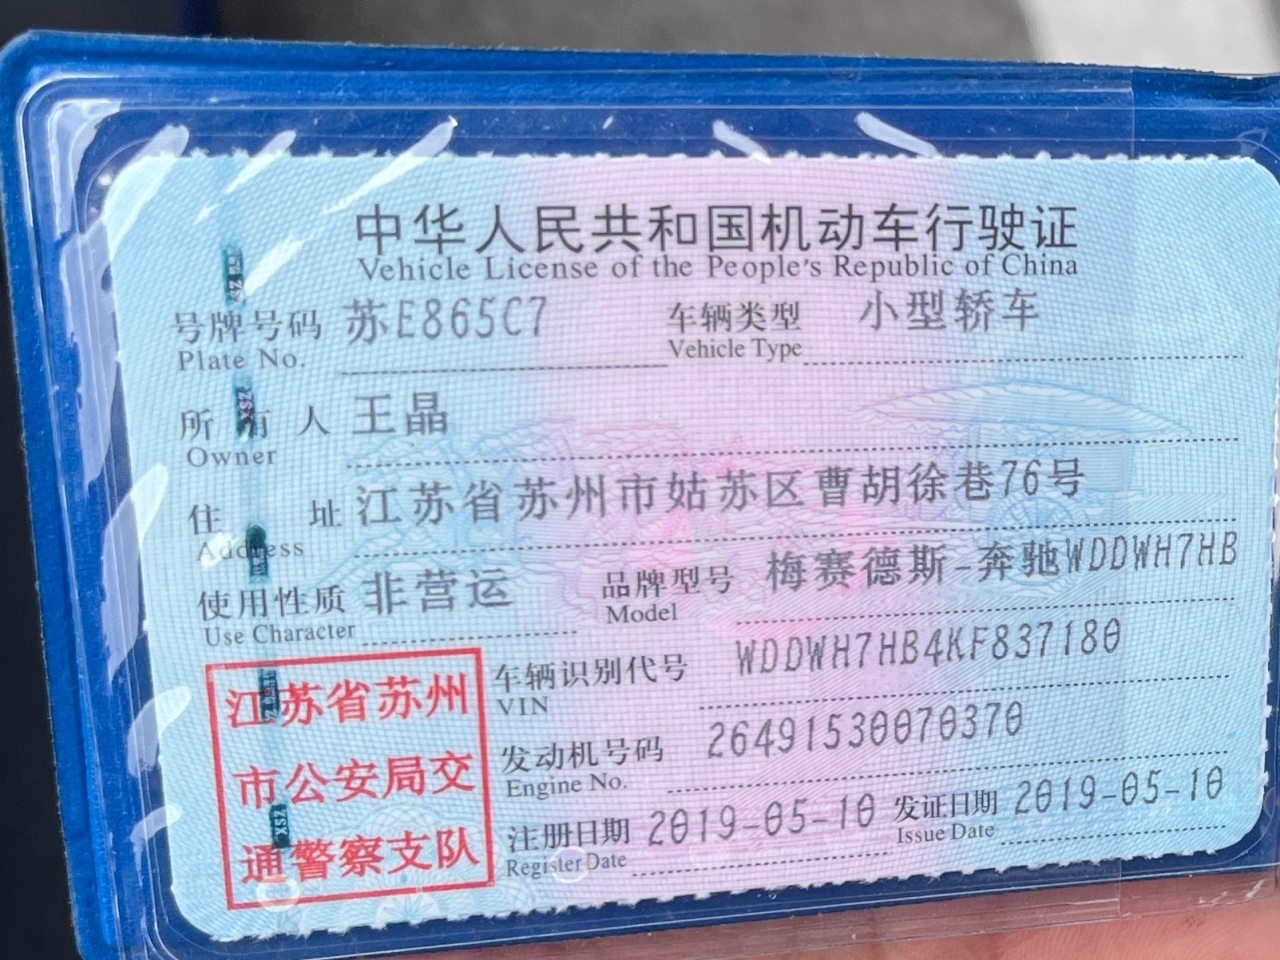 中华人民共和国机动车行驶证
Vehicle License of the People's Republic of China
号牌号码 苏E865C7 车辆类型 小型轿车
Plate No. Vehicle Type
所有人 王晶
Owner
住址 江苏省苏州市姑苏区曹胡徐巷76号
Address
使用性质 非营运 品牌型号 梅赛德斯-奔驰WDDWH7HB
Use Character Model
车辆识别代号 WDDWH7HB4KF837180
VIN
发动机号码 26491530070370
Engine No.
注册日期 2019-05-10 发证日期 2019-05-10
Register Date Issue Date
江苏省苏州
市公安局交
通警察支队